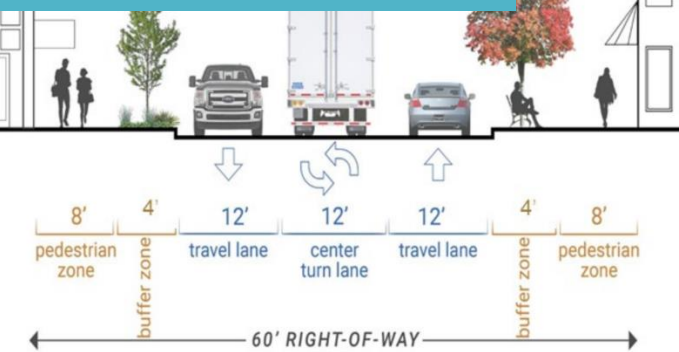 8’ 4’ 12’ 12’ 12’ 4’ 8’
pedestrian
zone
buffer zone
travel lane
center
turn lane
travel lane
buffer zone
pedestrian
zone
60’ RIGHT-OF-WAY